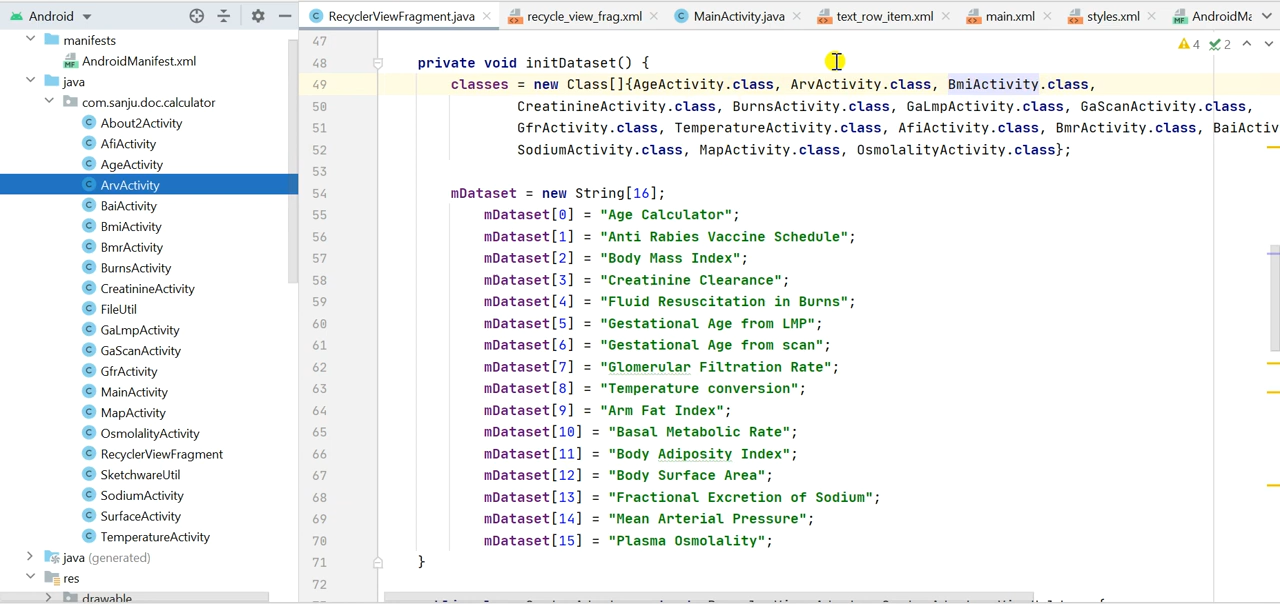 Android
RecyclerViewFragment.java recycle_view_frag.xml MainActivity.java text_row_item.xml main.xml styles.xml AndroidMa
manifests
AndroidManifest.xml
java
com.sanju.doc.calculator
About2Activity
AfiActivity
AgeActivity
ArvActivity
BaiActivity
BmiActivity
BmrActivity
BurnsActivity
CreatinineActivity
FileUtil
GaLmpActivity
GaScanActivity
GfrActivity
MainActivity
MapActivity
OsmolalityActivity
RecyclerViewFragment
SketchwareUtil
SodiumActivity
SurfaceActivity
TemperatureActivity
java (generated)
res
drawable
4 2
47
48 private void initDataset() {
49 classes = new Class[]{AgeActivity.class, ArvActivity.class, BmiActivity.class,
50 CreatinineActivity.class, BurnsActivity.class, GaLmpActivity.class, GaScanActivity.class,
51 GfrActivity.class, TemperatureActivity.class, AfiActivity.class, BmrActivity.class, BaiActiv
52 SodiumActivity.class, MapActivity.class, OsmolalityActivity.class};
53
54 mDataset = new String[16];
55 mDataset[0] = "Age Calculator";
56 mDataset[1] = "Anti Rabies Vaccine Schedule";
57 mDataset[2] = "Body Mass Index";
58 mDataset[3] = "Creatinine Clearance";
59 mDataset[4] = "Fluid Resuscitation in Burns";
60 mDataset[5] = "Gestational Age from LMP";
61 mDataset[6] = "Gestational Age from scan";
62 mDataset[7] = "Glomerular Filtration Rate";
63 mDataset[8] = "Temperature conversion";
64 mDataset[9] = "Arm Fat Index";
65 mDataset[10] = "Basal Metabolic Rate";
66 mDataset[11] = "Body Adiposity Index";
67 mDataset[12] = "Body Surface Area";
68 mDataset[13] = "Fractional Excretion of Sodium";
69 mDataset[14] = "Mean Arterial Pressure";
70 mDataset[15] = "Plasma Osmolality";
71 }
72